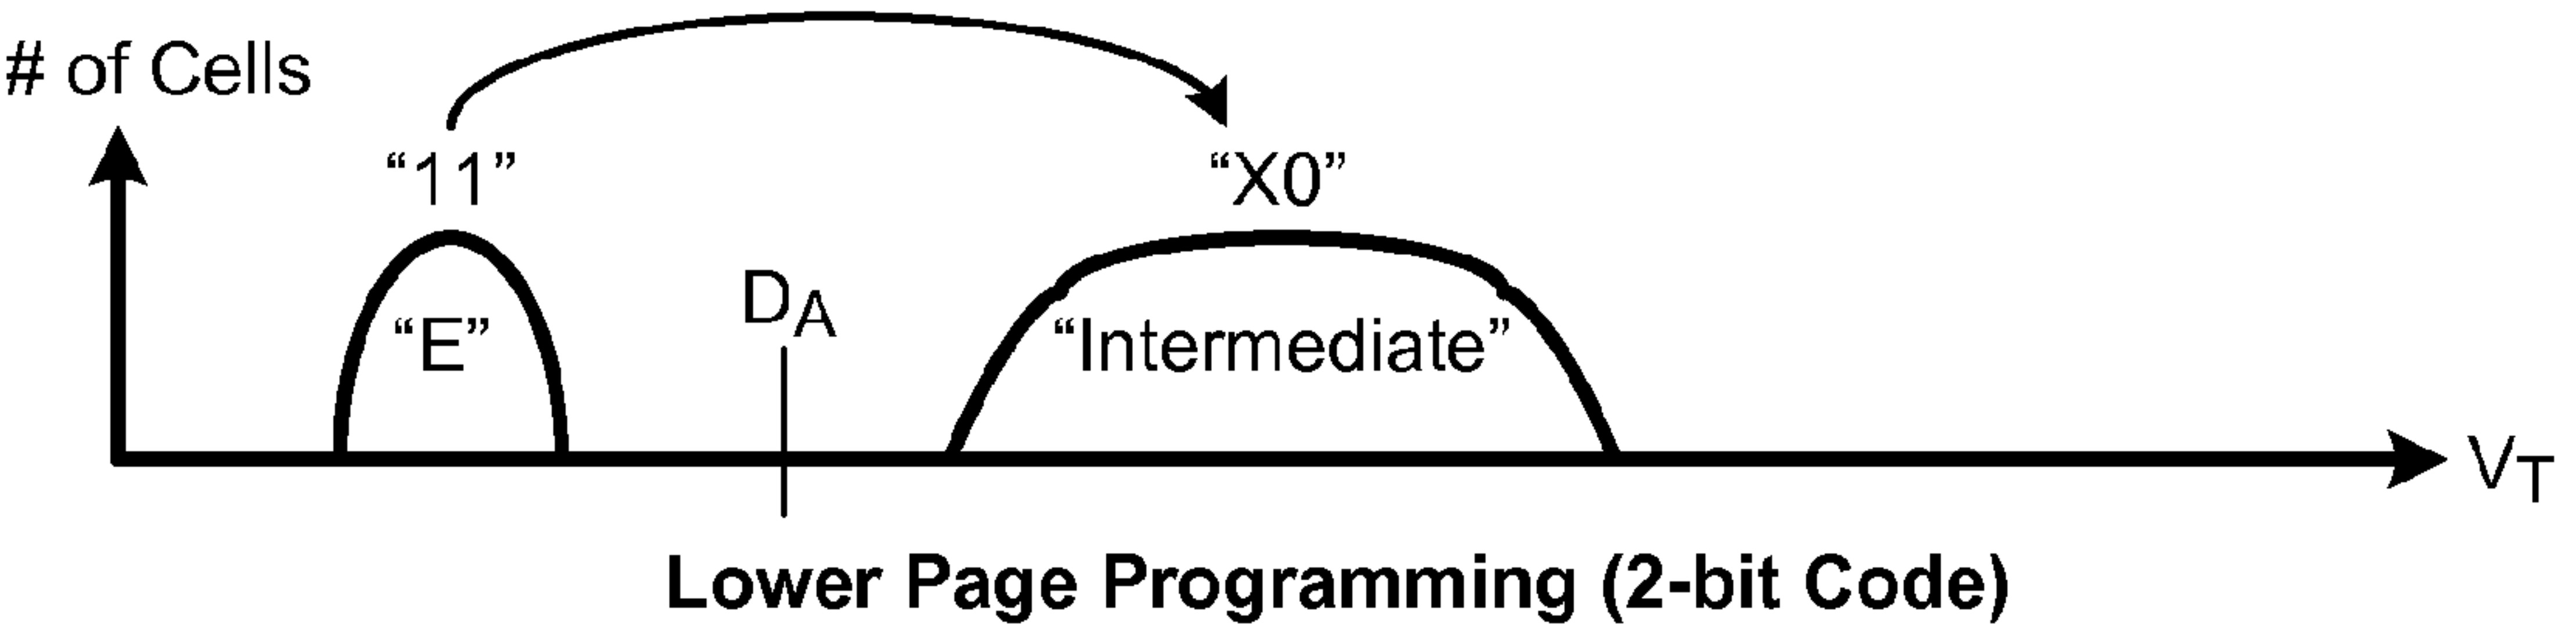 # of Cells
“11”
“X0”
“E”
DA
“Intermediate”
VT
Lower Page Programming (2-bit Code)